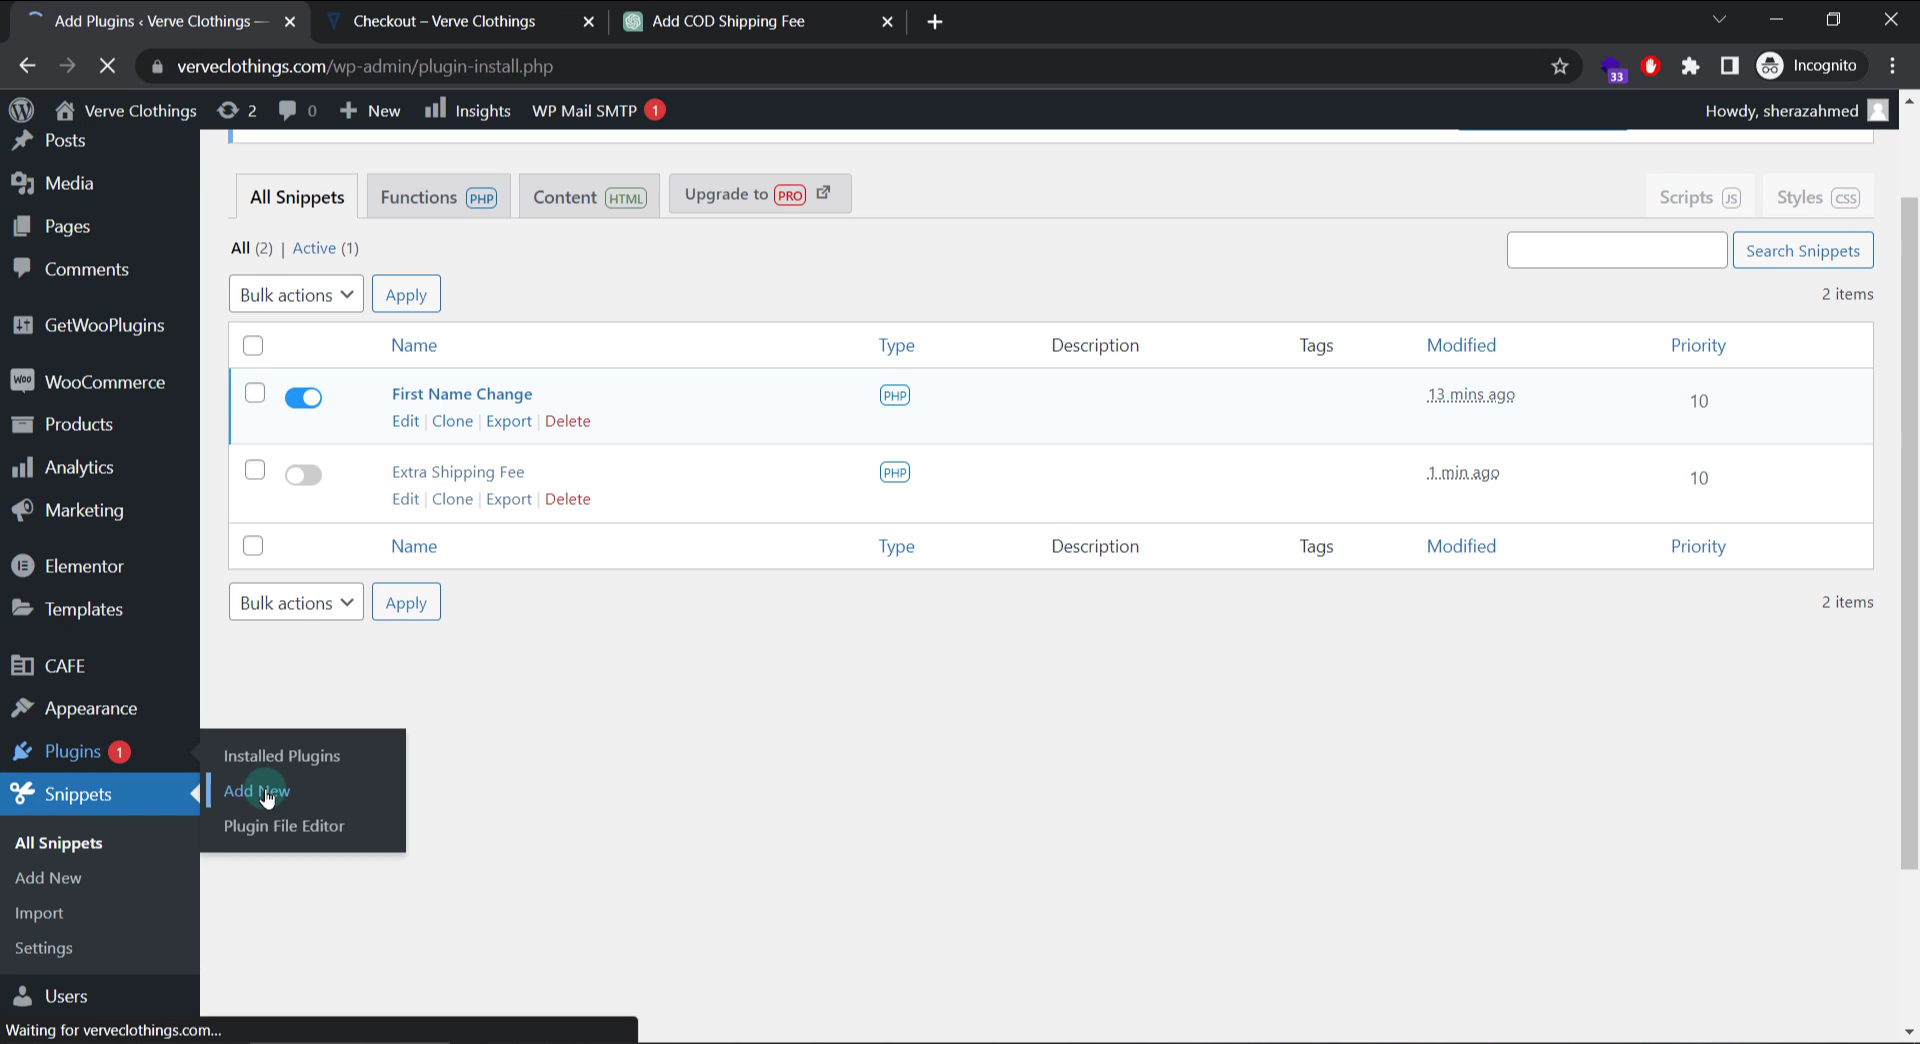 Add Plugins ‹ Verve Clothings —
Checkout – Verve Clothings
Add COD Shipping Fee
verveclothings.com/wp-admin/plugin-install.php
33
Incognito
Verve Clothings
2
0
New
Insights
WP Mail SMTP 1
Howdy, sherazahmed
Posts
Media
Pages
Comments
GetWooPlugins
Woo WooCommerce
Products
Analytics
Marketing
Elementor
Templates
CAFE
Appearance
Plugins 1
Snippets
All Snippets
Add New
Import
Settings
Users
Installed Plugins
Add New
Plugin File Editor
All Snippets
Functions PHP
Content HTML
Upgrade to PRO
Scripts JS
Styles CSS
All (2) | Active (1)
Search Snippets
Bulk actions
Apply
2 items
Name Type Description Tags Modified Priority
First Name Change PHP 13 mins ago 10
Edit | Clone | Export | Delete
Extra Shipping Fee PHP 1 min ago 10
Edit | Clone | Export | Delete
Name Type Description Tags Modified Priority
Bulk actions
Apply
2 items
Waiting for verveclothings.com...